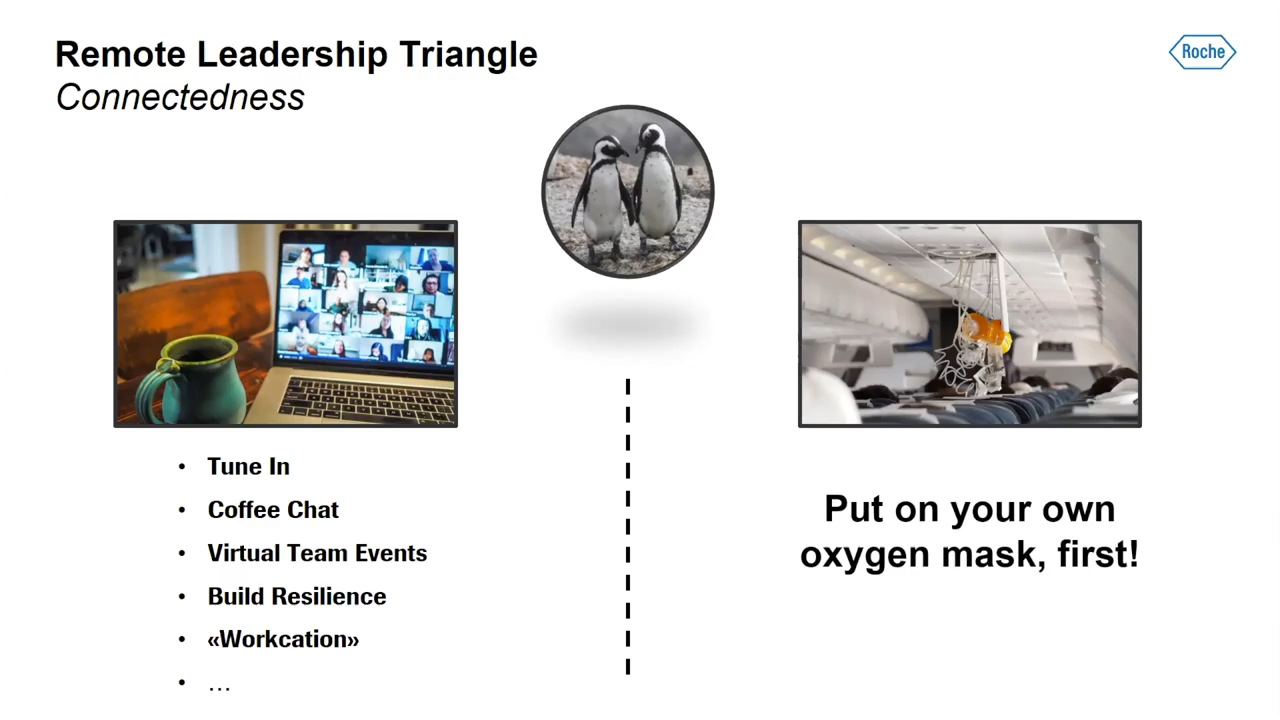 Remote Leadership Triangle
Connectedness
Roche
• Tune In
• Coffee Chat
• Virtual Team Events
• Build Resilience
• «Workcation»
• …
Put on your own
oxygen mask, first!